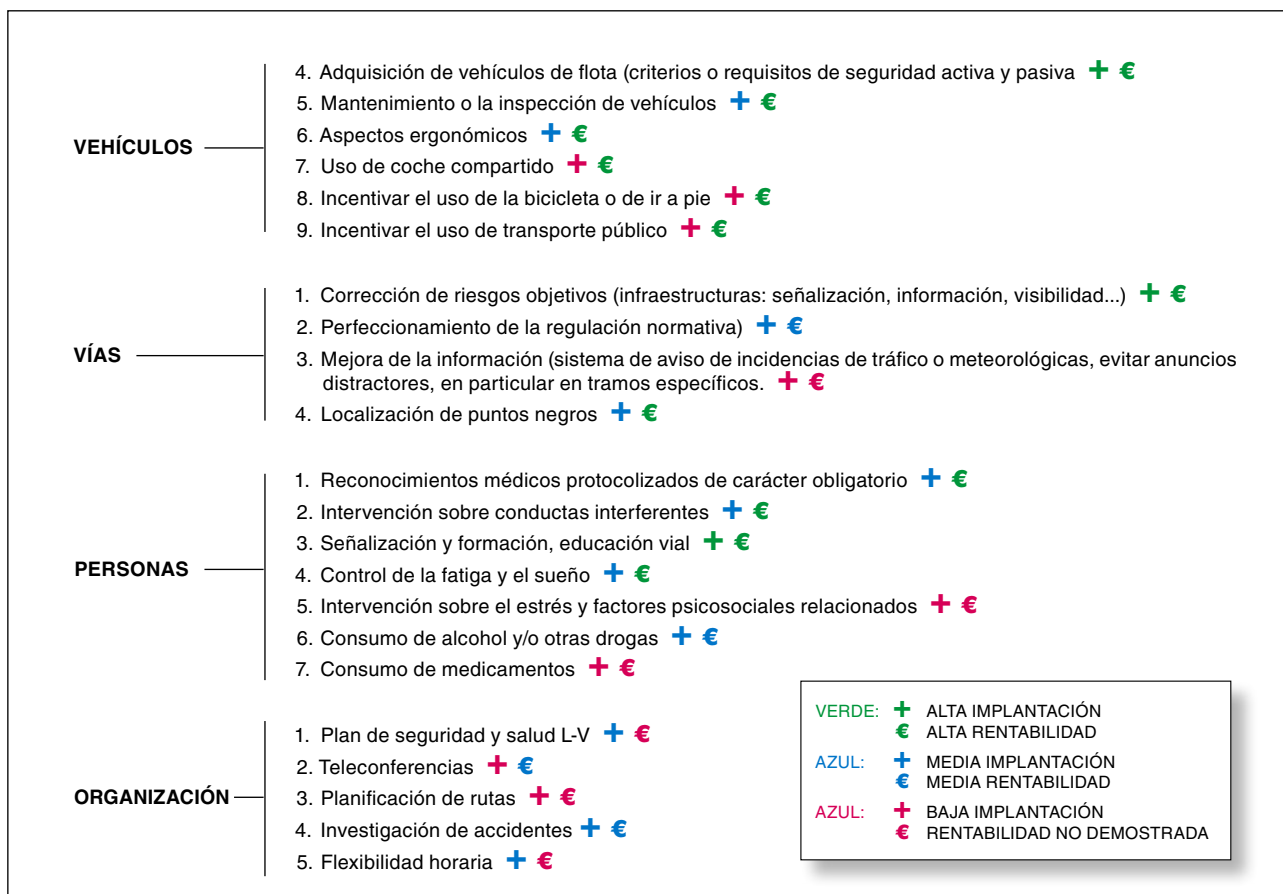 VEHÍCULOS
4. Adquisición de vehículos de flota (criterios o requisitos de seguridad activa y pasiva + €
5. Mantenimiento o la inspección de vehículos + €
6. Aspectos ergonómicos + €
7. Uso de coche compartido + €
8. Incentivar el uso de la bicicleta o de ir a pie + €
9. Incentivar el uso de transporte público + €
VÍAS
1. Corrección de riesgos objetivos (infraestructuras: señalización, información, visibilidad...) + €
2. Perfeccionamiento de la regulación normativa) + €
3. Mejora de la información (sistema de aviso de incidencias de tráfico o meteorológicas, evitar anuncios
distractores, en particular en tramos específicos. + €
4. Localización de puntos negros + €
PERSONAS
1. Reconocimientos médicos protocolizados de carácter obligatorio + €
2. Intervención sobre conductas interferentes + €
3. Señalización y formación, educación vial + €
4. Control de la fatiga y el sueño + €
5. Intervención sobre el estrés y factores psicosociales relacionados + €
6. Consumo de alcohol y/o otras drogas + €
7. Consumo de medicamentos + €
ORGANIZACIÓN
1. Plan de seguridad y salud L-V + €
2. Teleconferencias + €
3. Planificación de rutas + €
4. Investigación de accidentes + €
5. Flexibilidad horaria + €
VERDE: + ALTA IMPLANTACIÓN
€ ALTA RENTABILIDAD
AZUL: + MEDIA IMPLANTACIÓN
€ MEDIA RENTABILIDAD
AZUL: + BAJA IMPLANTACIÓN
€ RENTABILIDAD NO DEMOSTRADA